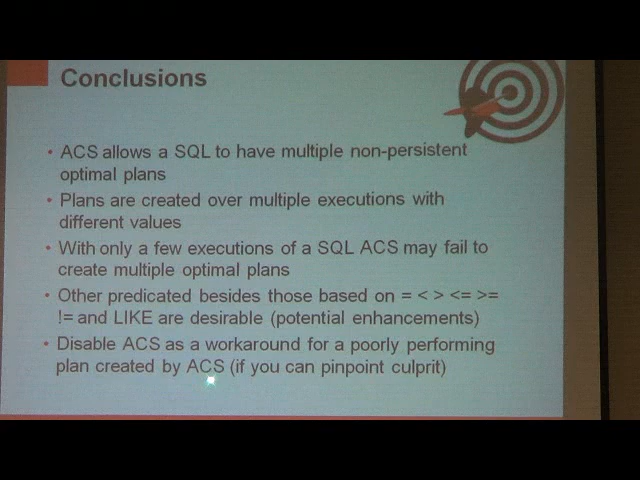 Conclusions
• ACS allows a SQL to have multiple non-persistent
optimal plans
• Plans are created over multiple executions with
different values
• With only a few executions of a SQL ACS may fail to
create multiple optimal plans
• Other predicated besides those based on = < > <= >=
!= and LIKE are desirable (potential enhancements)
• Disable ACS as a workaround for a poorly performing
plan created by ACS (if you can pinpoint culprit)